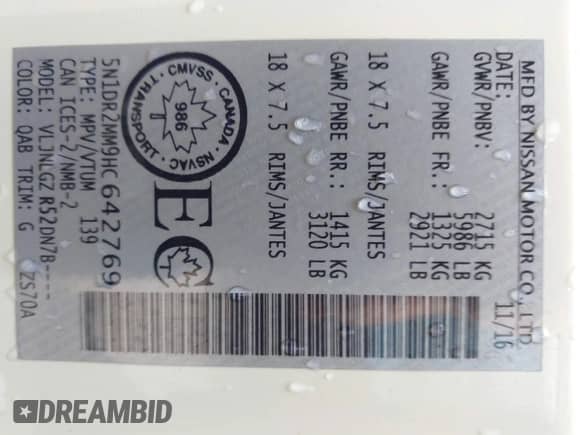 MFD BY NISSAN MOTOR CO., LTD
DATE: 11/16
GVWR/PNBV: 2715 KG
5986 LB
GAWR/PNBE FR: 1325 KG
2921 LB
18 X 7.5 RIMS/JANTES
GAWR/PNBE RR: 1415 KG
3120 LB
18 X 7.5 RIMS/JANTES
TRANSPORT · CMVSS · CANADA · NSVAC ·
986
EC
5N1DR2MM9HC642769
TYPE: MPV/VTUM 139
CAN ICES-2/NMB-2
MODEL: VLJNLGZ R52DN7B----
COLOR: QAB TRIM: G ZS70A
DREAMBID